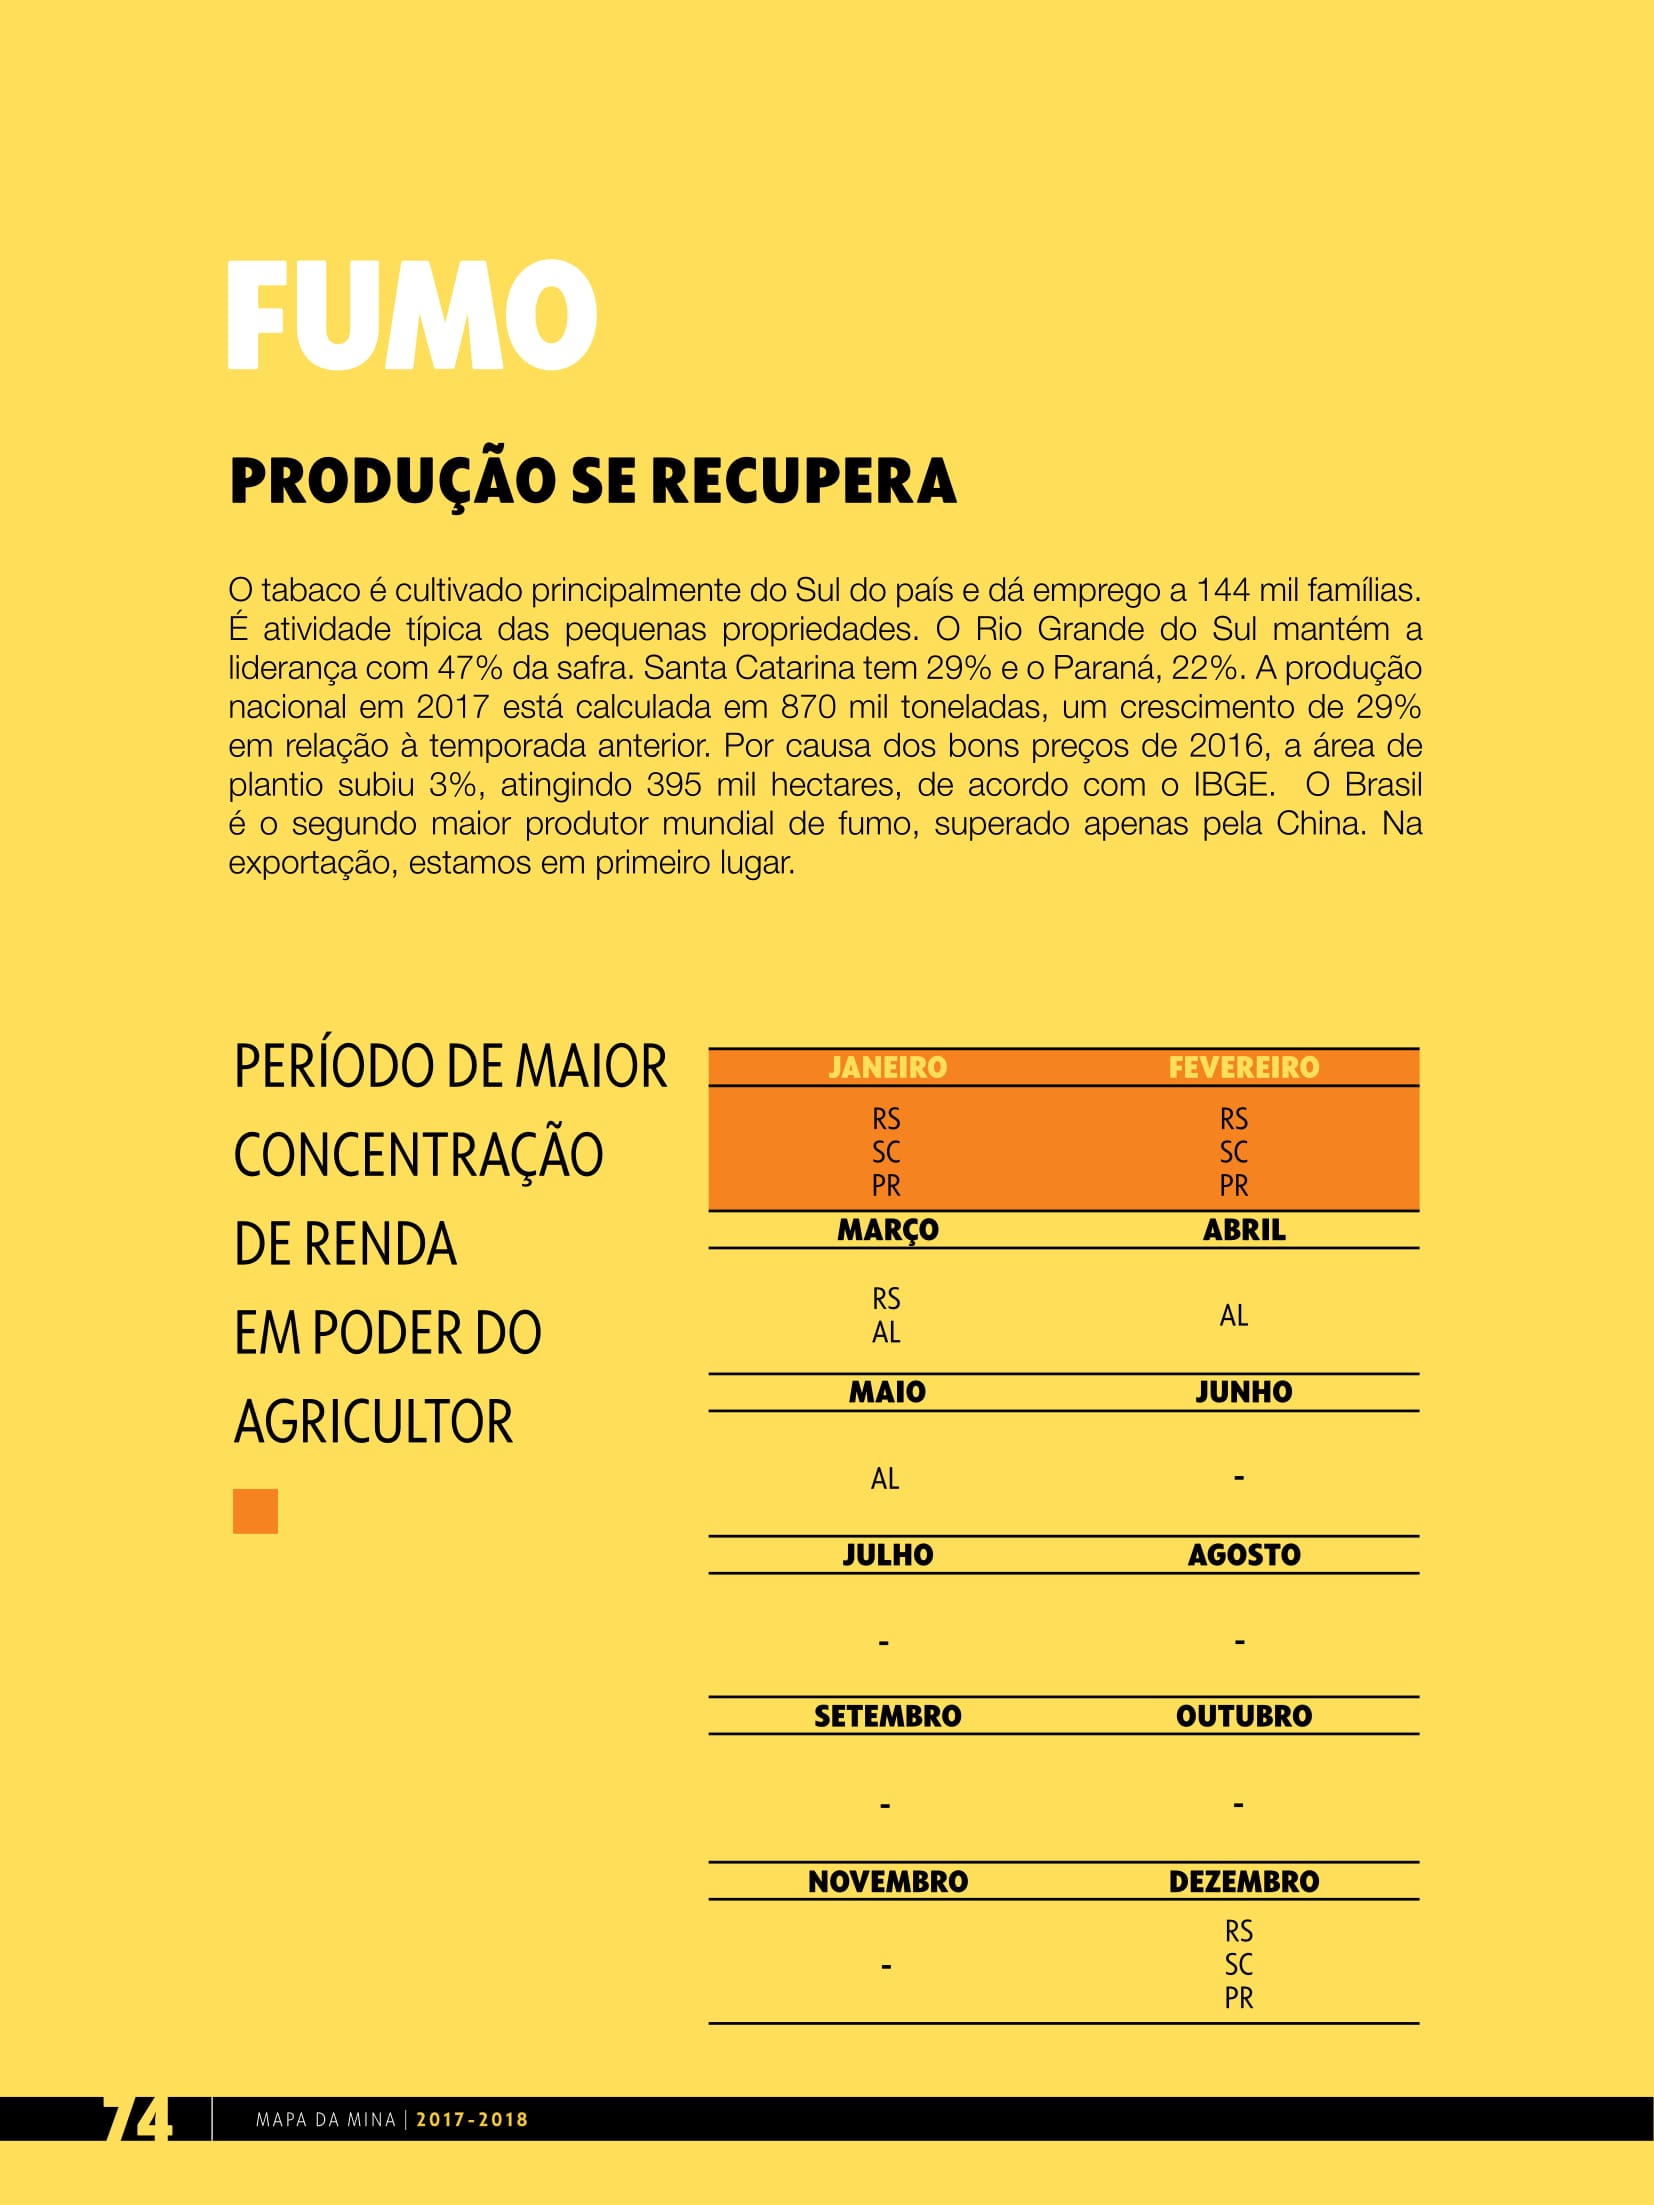 FUMO
PRODUÇÃO SE RECUPERA
O tabaco é cultivado principalmente do Sul do país e dá emprego a 144 mil famílias.
É atividade típica das pequenas propriedades. O Rio Grande do Sul mantém a
liderança com 47% da safra. Santa Catarina tem 29% e o Paraná, 22%. A produção
nacional em 2017 está calculada em 870 mil toneladas, um crescimento de 29%
em relação à temporada anterior. Por causa dos bons preços de 2016, a área de
plantio subiu 3%, atingindo 395 mil hectares, de acordo com o IBGE. O Brasil
é o segundo maior produtor mundial de fumo, superado apenas pela China. Na
exportação, estamos em primeiro lugar.
PERÍODO DE MAIOR
CONCENTRAÇÃO
DE RENDA
EM PODER DO
AGRICULTOR
JANEIRO FEVEREIRO
RS RS
SC SC
PR PR
MARÇO ABRIL
RS
AL AL
MAIO JUNHO
AL -
JULHO AGOSTO
- -
SETEMBRO OUTUBRO
- -
NOVEMBRO DEZEMBRO
RS
- SC
PR
74 MAPA DA MINA | 2017-2018